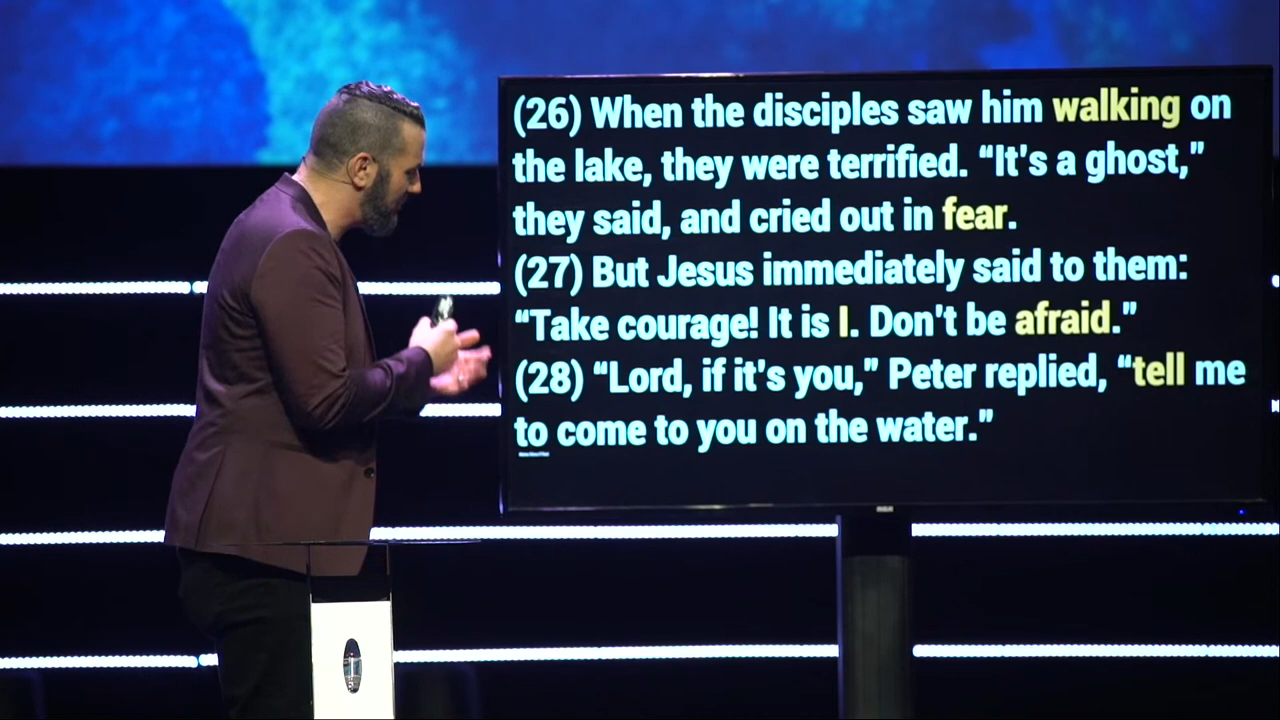 (26) When the disciples saw him walking on
the lake, they were terrified. “It's a ghost,”
they said, and cried out in fear.
(27) But Jesus immediately said to them:
“Take courage! It is I. Don't be afraid.”
(28) “Lord, if it's you,” Peter replied, “tell me
to come to you on the water.”
RCA